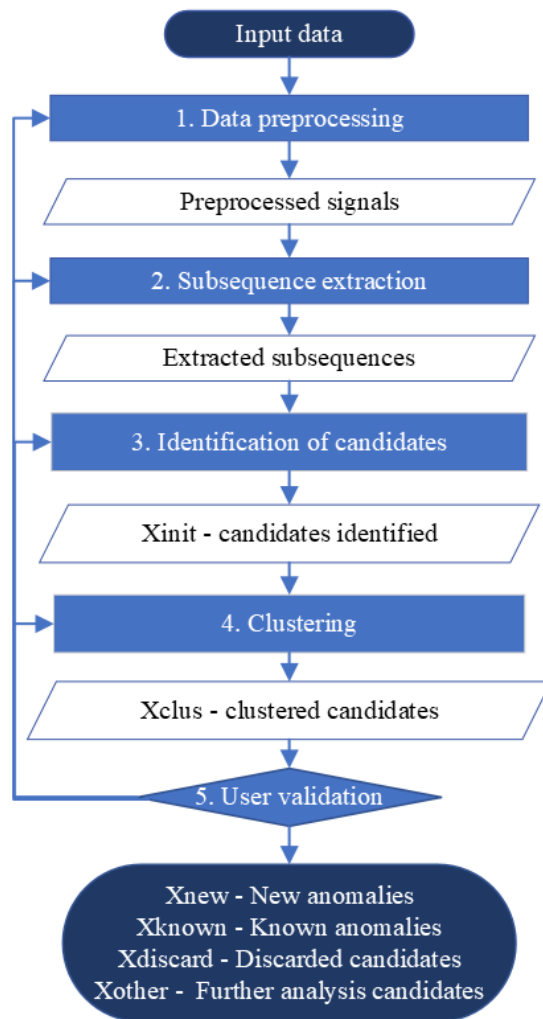 Input data
1. Data preprocessing
Preprocessed signals
2. Subsequence extraction
Extracted subsequences
3. Identification of candidates
Xinit - candidates identified
4. Clustering
Xclus - clustered candidates
5. User validation
Xnew - New anomalies
Xknown - Known anomalies
Xdiscard - Discarded candidates
Xother - Further analysis candidates